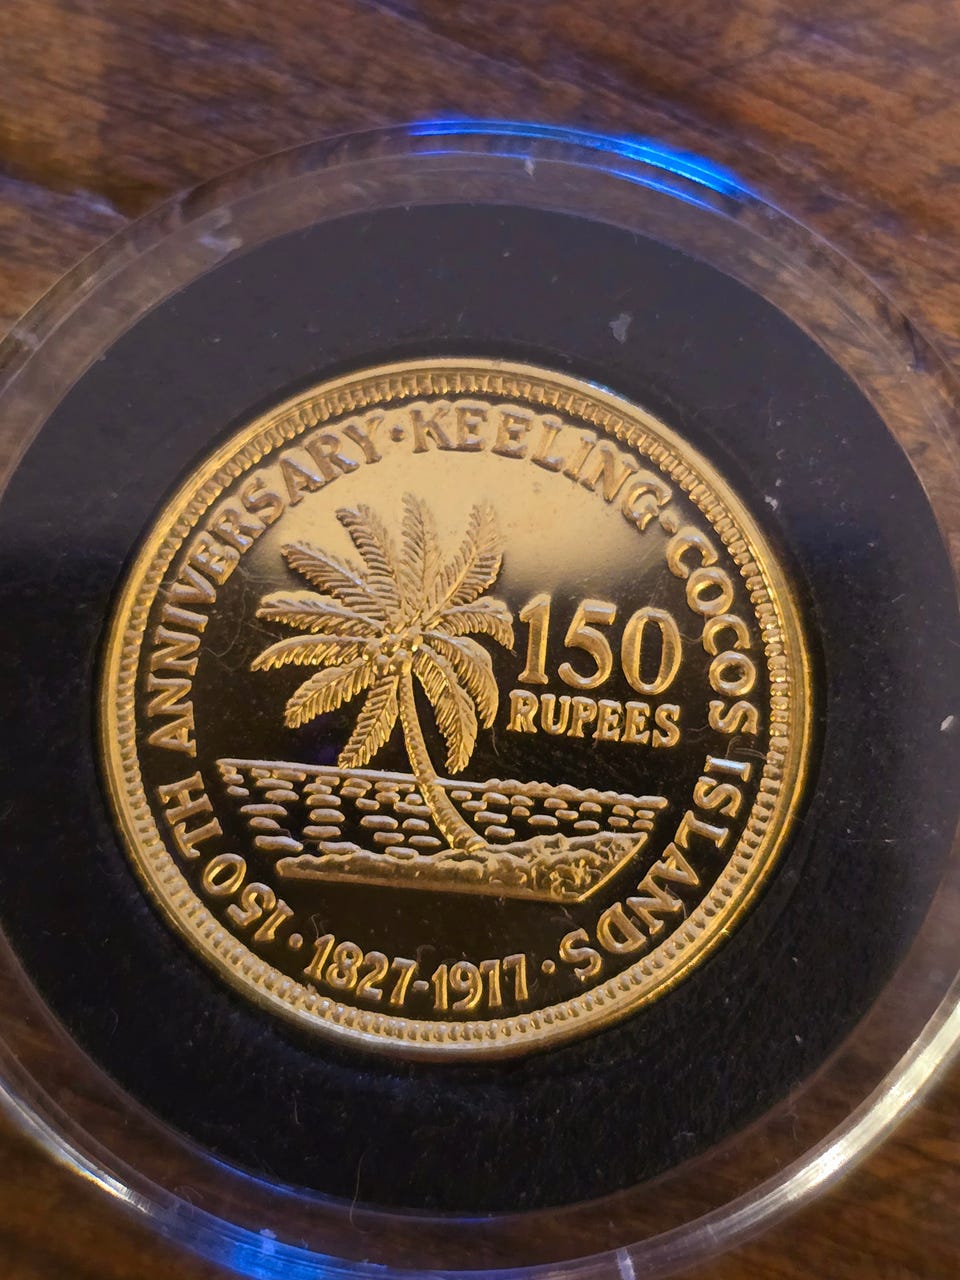 150 TH ANNIVERSARY · KEELING · COCOS ISLANDS ·
150
RUPEES
1827-1977